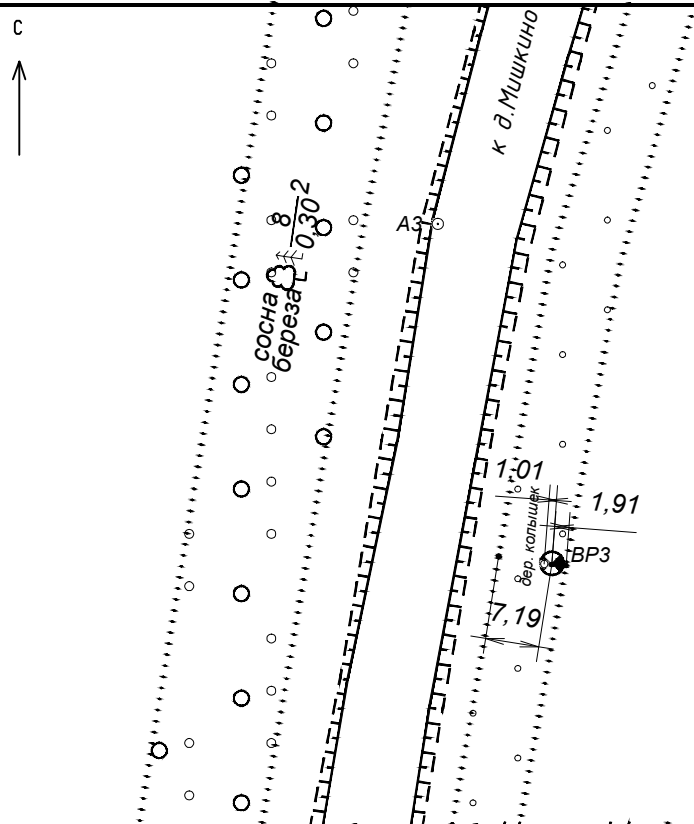 С
к д.Мишкино
8
0,30
2
А3
сосна
береза
1,01
1,91
дер. колышек
ВР3
7,19